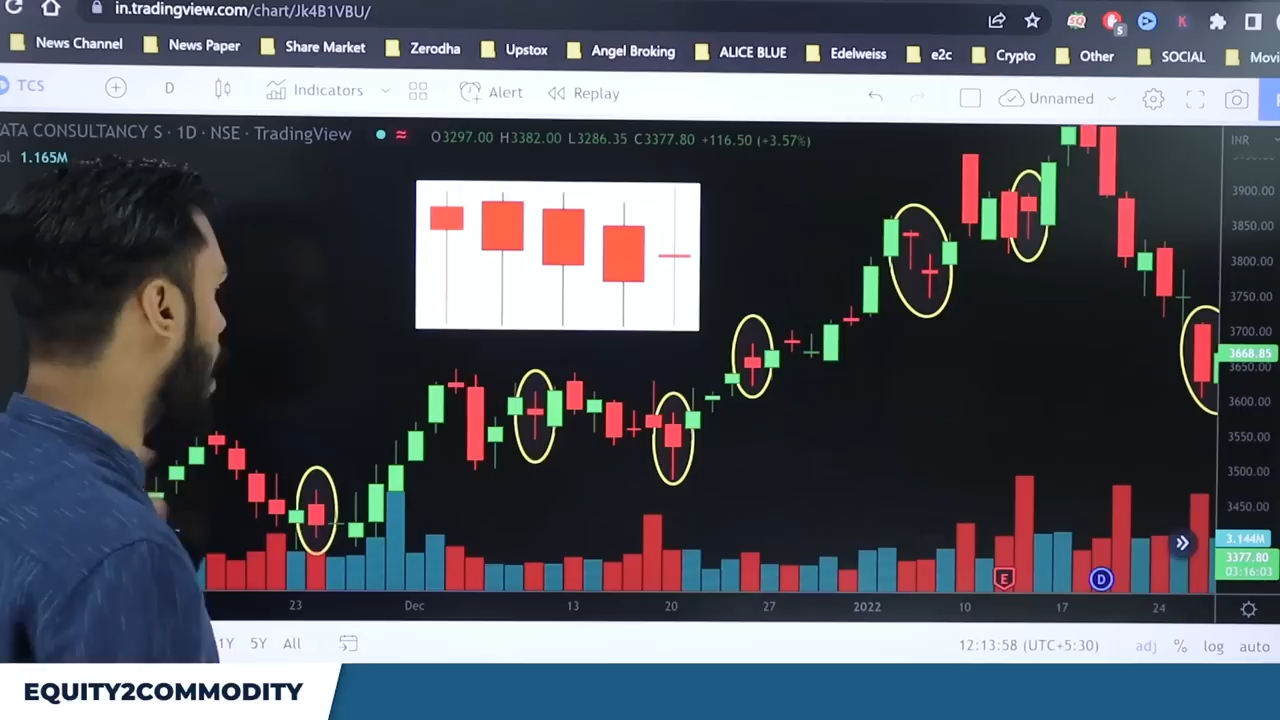 in.tradingview.com/chart/Jk4B1VBU/
News Channel News Paper Share Market Zerodha Upstox Angel Broking ALICE BLUE Edelweiss e2c Crypto Other SOCIAL Movi
TCS D Indicators Alert Replay Unnamed
ATA CONSULTANCY S · 1D · NSE · TradingView O3297.00 H3382.00 L3286.35 C3377.80 +116.50 (+3.57%) INR
ol 1.165M
3900.00
3850.00
3800.00
3750.00
3700.00
3668.85
3650.00
3600.00
3550.00
3500.00
3450.00
3.144M
3377.80
03:16:03
E D
23 Dec 13 20 27 2022 10 17 24
1Y 5Y All 12:13:58 (UTC+5:30) adj % log auto
EQUITY2COMMODITY